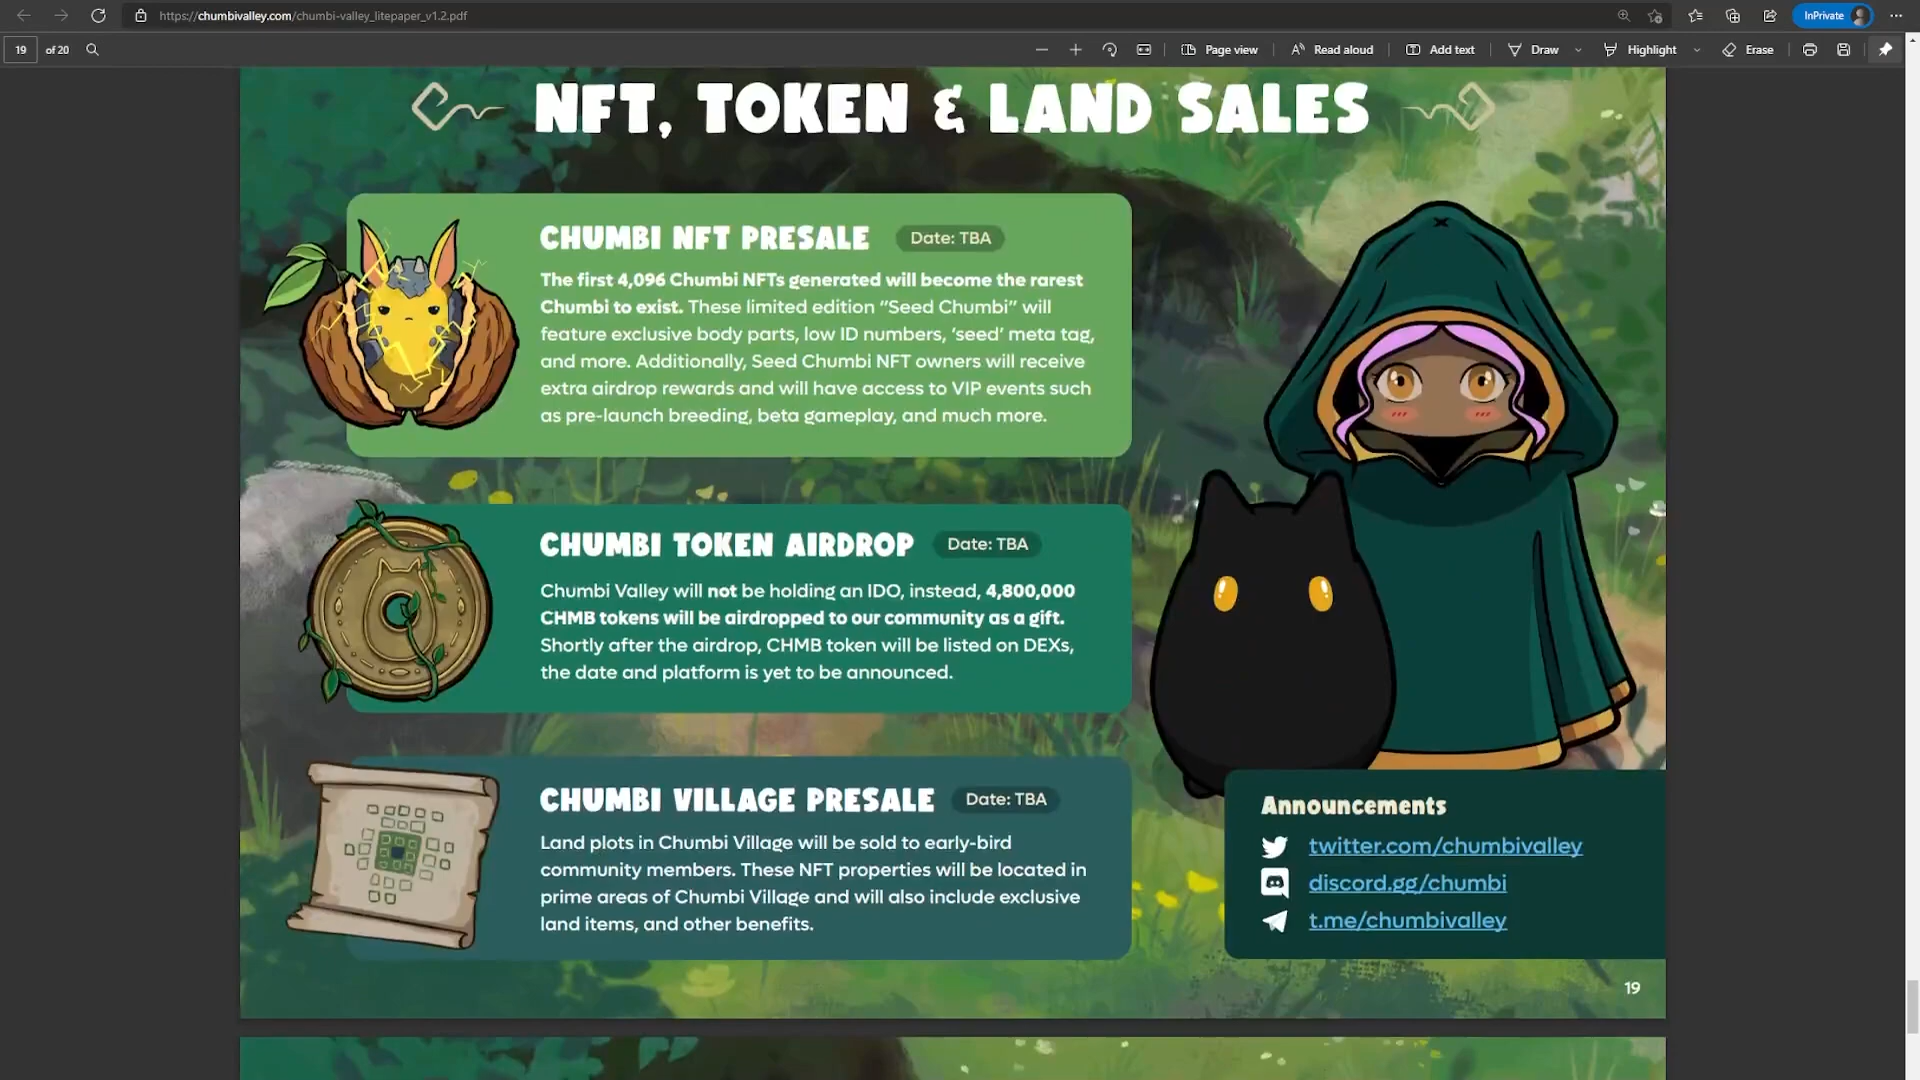 https://chumbivalley.com/chumbi-valley_litepaper_v1.2.pdf
InPrivate
19 of 20
Page view
Read aloud
Add text
Draw
Highlight
Erase
NFT, TOKEN & LAND SALES
CHUMBI NFT PRESALE Date: TBA
The first 4,096 Chumbi NFTs generated will become the rarest
Chumbi to exist. These limited edition “Seed Chumbi” will
feature exclusive body parts, low ID numbers, ‘seed’ meta tag,
and more. Additionally, Seed Chumbi NFT owners will receive
extra airdrop rewards and will have access to VIP events such
as pre-launch breeding, beta gameplay, and much more.
CHUMBI TOKEN AIRDROP Date: TBA
Chumbi Valley will not be holding an IDO, instead, 4,800,000
CHMB tokens will be airdropped to our community as a gift.
Shortly after the airdrop, CHMB token will be listed on DEXs,
the date and platform is yet to be announced.
CHUMBI VILLAGE PRESALE Date: TBA
Land plots in Chumbi Village will be sold to early-bird
community members. These NFT properties will be located in
prime areas of Chumbi Village and will also include exclusive
land items, and other benefits.
Announcements
twitter.com/chumbivalley
discord.gg/chumbi
t.me/chumbivalley
19